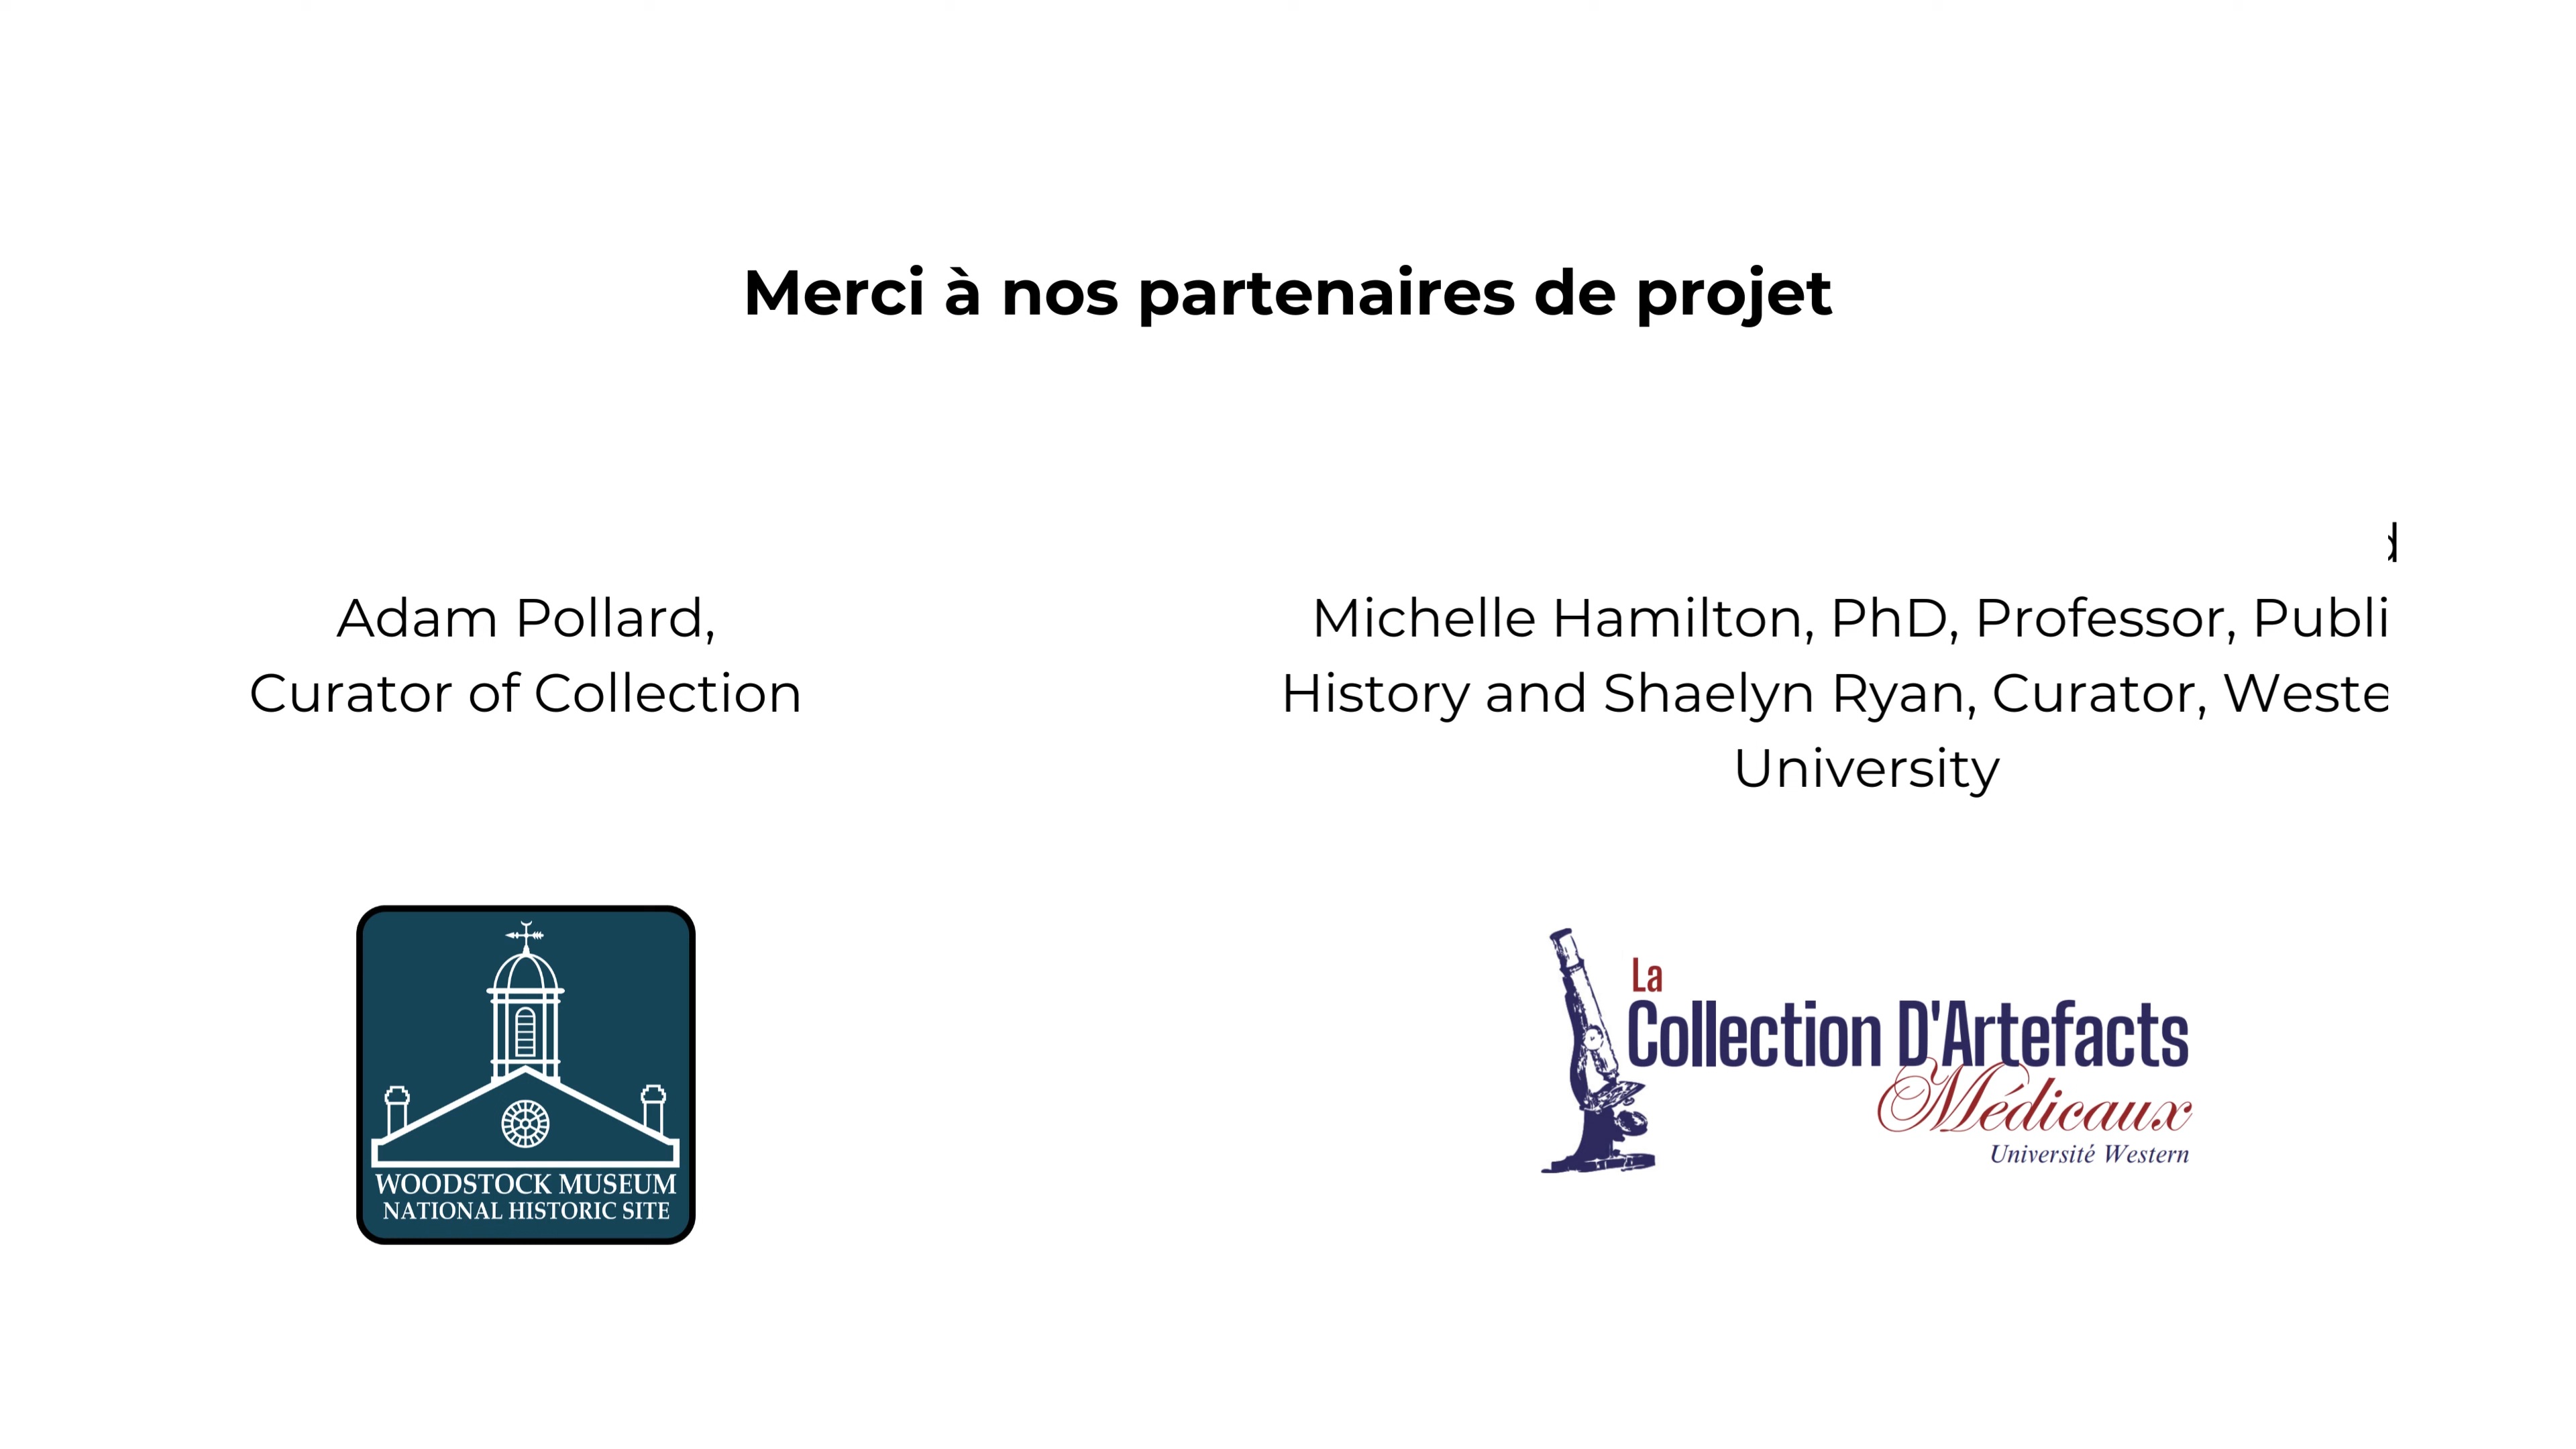 Merci à nos partenaires de projet
Adam Pollard,
Curator of Collection
Michelle Hamilton, PhD, Professor, Publi
History and Shaelyn Ryan, Curator, Weste
University
WOODSTOCK MUSEUM
NATIONAL HISTORIC SITE
La
Collection D'Artefacts
Médicaux
Université Western